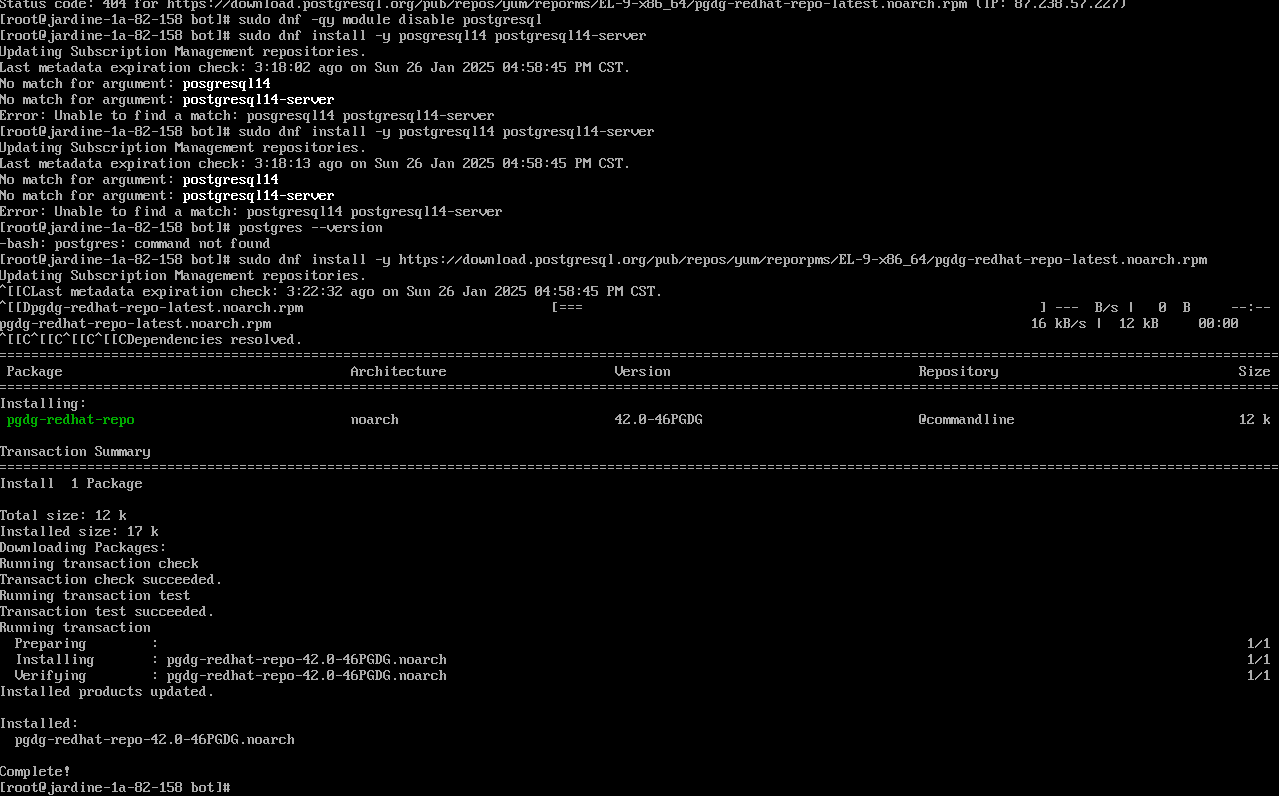 Status code: 404 for https://download.postgresql.org/pub/repos/yum/reporms/EL-9-x86_64/pgdg-redhat-repo-latest.noarch.rpm (IP: 87.238.57.227)
[root@jardine-1a-82-158 bot]# sudo dnf -qy module disable postgresql
[root@jardine-1a-82-158 bot]# sudo dnf install -y posgresql14 postgresql14-server
Updating Subscription Management repositories.
Last metadata expiration check: 3:18:02 ago on Sun 26 Jan 2025 04:58:45 PM CST.
No match for argument: posgresql14
No match for argument: postgresql14-server
Error: Unable to find a match: posgresql14 postgresql14-server
[root@jardine-1a-82-158 bot]# sudo dnf install -y postgresql14 postgresql14-server
Updating Subscription Management repositories.
Last metadata expiration check: 3:18:13 ago on Sun 26 Jan 2025 04:58:45 PM CST.
No match for argument: postgresql14
No match for argument: postgresql14-server
Error: Unable to find a match: postgresql14 postgresql14-server
[root@jardine-1a-82-158 bot]# postgres --version
-bash: postgres: command not found
[root@jardine-1a-82-158 bot]# sudo dnf install -y https://download.postgresql.org/pub/repos/yum/reporpms/EL-9-x86_64/pgdg-redhat-repo-latest.noarch.rpm
Updating Subscription Management repositories.
^[[CLast metadata expiration check: 3:22:32 ago on Sun 26 Jan 2025 04:58:45 PM CST.
^[[Dpgdg-redhat-repo-latest.noarch.rpm [=== ] --- B/s | 0 B --:--
pgdg-redhat-repo-latest.noarch.rpm 16 kB/s | 12 kB 00:00
^[[C^[[C^[[C^[[CDependencies resolved.
Package Architecture Version Repository Size
Installing:
pgdg-redhat-repo noarch 42.0-46PGDG @commandline 12 k
Transaction Summary
Install 1 Package
Total size: 12 k
Installed size: 17 k
Downloading Packages:
Running transaction check
Transaction check succeeded.
Running transaction test
Transaction test succeeded.
Running transaction
Preparing : 1/1
Installing : pgdg-redhat-repo-42.0-46PGDG.noarch 1/1
Verifying : pgdg-redhat-repo-42.0-46PGDG.noarch 1/1
Installed products updated.
Installed:
pgdg-redhat-repo-42.0-46PGDG.noarch
Complete!
[root@jardine-1a-82-158 bot]#